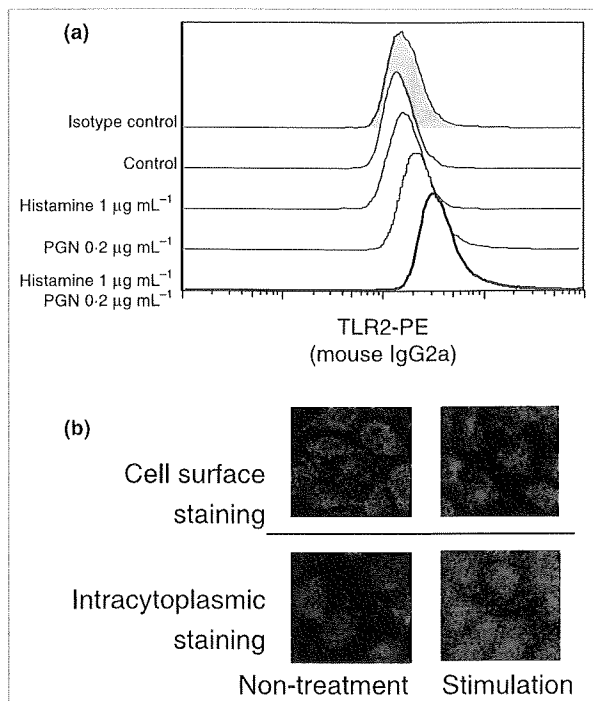 (a)
Isotype control
Control
Histamine 1 μg mL⁻¹
PGN 0·2 μg mL⁻¹
Histamine 1 μg mL⁻¹
PGN 0·2 μg mL⁻¹
TLR2-PE
(mouse IgG2a)
(b)
Cell surface
staining
Intracytoplasmic
staining
Non-treatment Stimulation